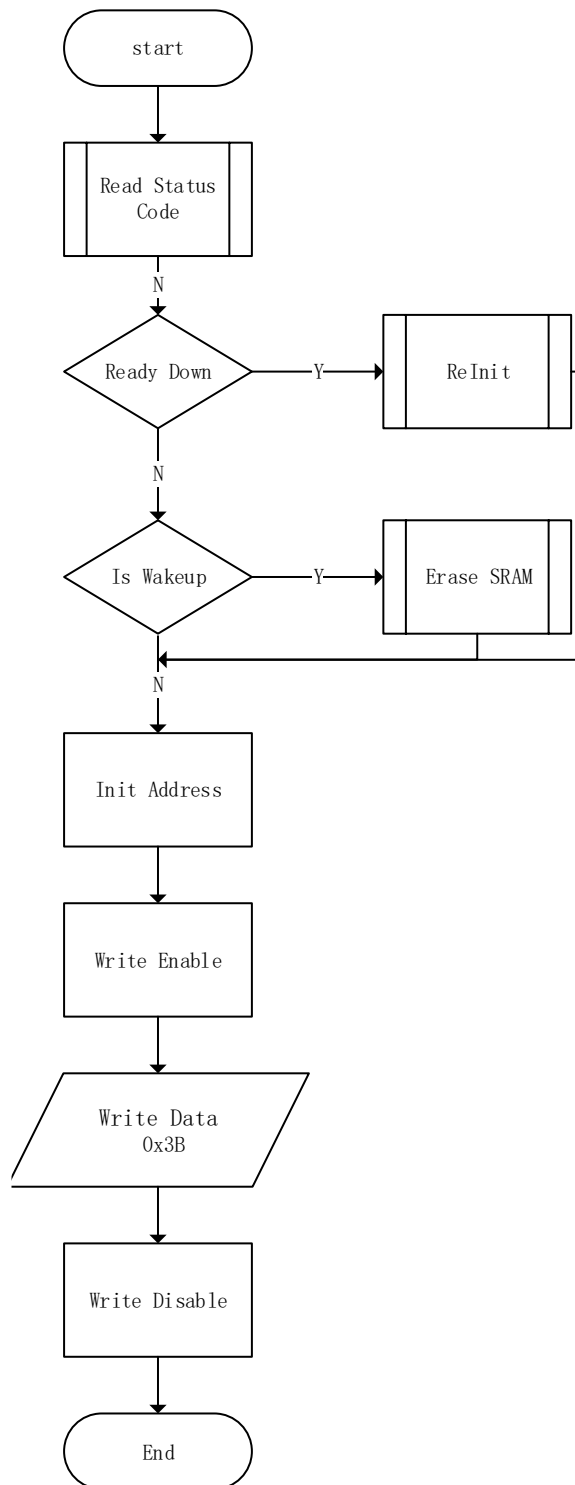 start
Read Status
Code
N
Ready Down
Y
ReInit
N
Is Wakeup
Y
Erase SRAM
N
Init Address
Write Enable
Write Data
0x3B
Write Disable
End